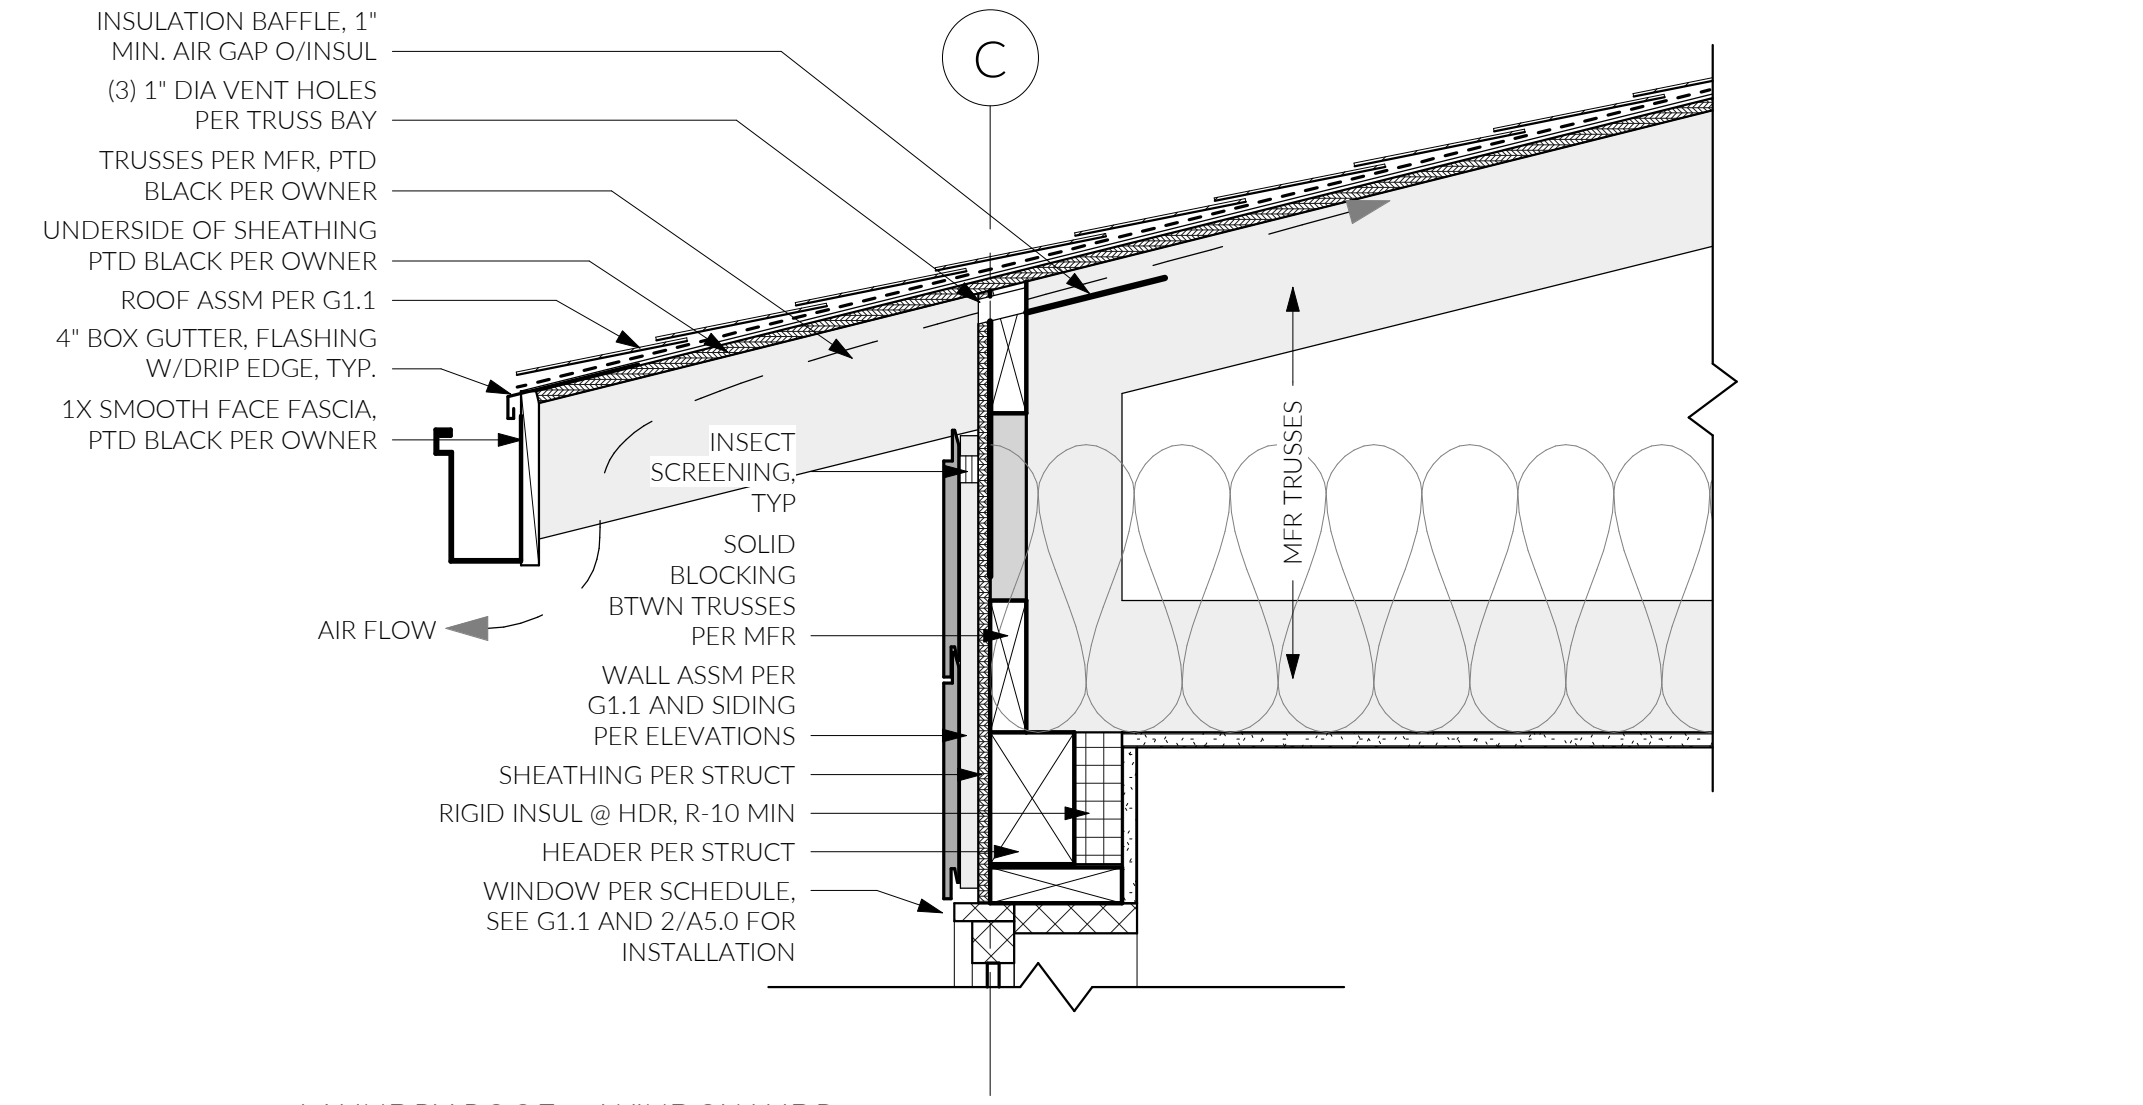 INSULATION BAFFLE, 1"
MIN. AIR GAP O/INSUL
(3) 1" DIA VENT HOLES
PER TRUSS BAY
TRUSSES PER MFR, PTD
BLACK PER OWNER
UNDERSIDE OF SHEATHING
PTD BLACK PER OWNER
ROOF ASSM PER G1.1
4" BOX GUTTER, FLASHING
W/DRIP EDGE, TYP.
1X SMOOTH FACE FASCIA,
PTD BLACK PER OWNER
C
INSECT
SCREENING,
TYP
SOLID
BLOCKING
BTWN TRUSSES
PER MFR
AIR FLOW
MFR TRUSSES
WALL ASSM PER
G1.1 AND SIDING
PER ELEVATIONS
SHEATHING PER STRUCT
RIGID INSUL @ HDR, R-10 MIN
HEADER PER STRUCT
WINDOW PER SCHEDULE,
SEE G1.1 AND 2/A5.0 FOR
INSTALLATION